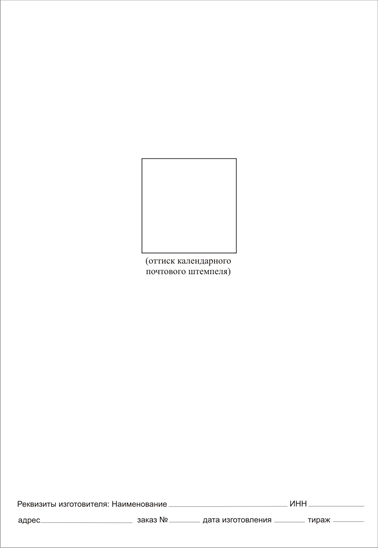 (оттиск календарного
почтового штемпеля)
Реквизиты изготовителя: Наименование ИНН
адрес заказ № дата изготовления тираж